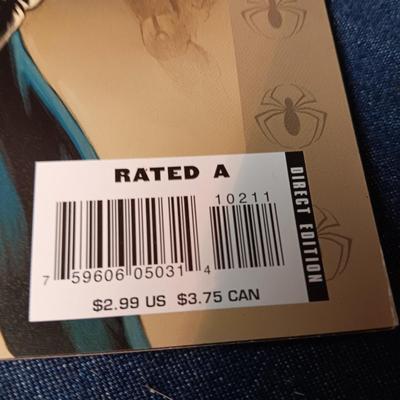 RATED A
10211
7 59606 05031 4
$2.99 US $3.75 CAN
DIRECT EDITION